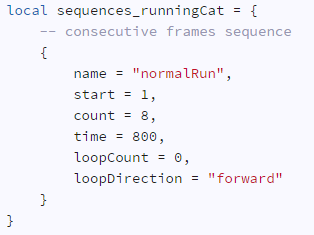 local sequences_runningCat = {
    -- consecutive frames sequence
    {
        name = "normalRun",
        start = 1,
        count = 8,
        time = 800,
        loopCount = 0,
        loopDirection = "forward"
    }
}